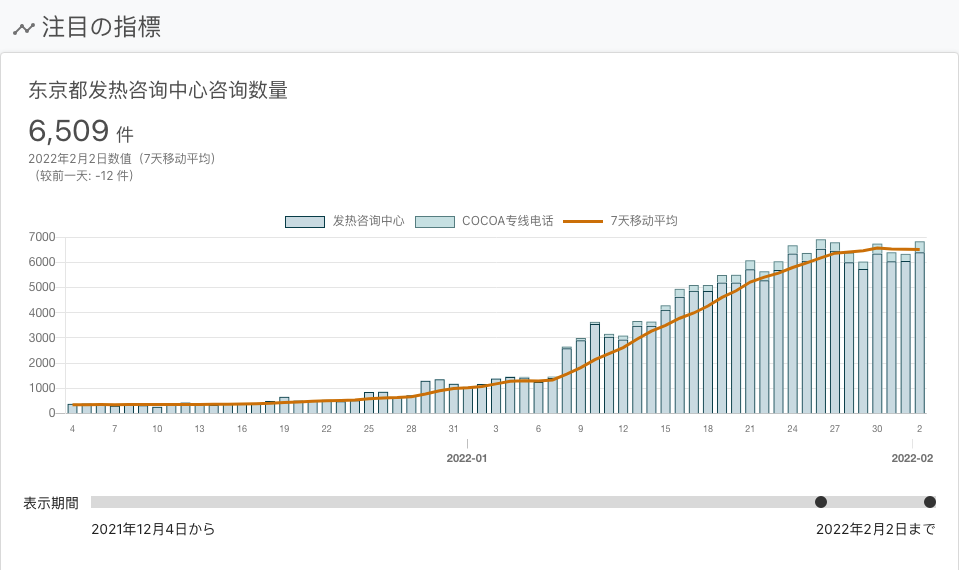 注目の指標
东京都发热咨询中心咨询数量
6,509 件
2022年2月2日数值（7天移动平均）
（较前一天: -12 件）
发热咨询中心 COCOA专线电话 7天移动平均
7000
6000
5000
4000
3000
2000
1000
0
4 7 10 13 16 19 22 25 28 31 3 6 9 12 15 18 21 24 27 30 2
2022-01 2022-02
表示期間
2021年12月4日から 2022年2月2日まで